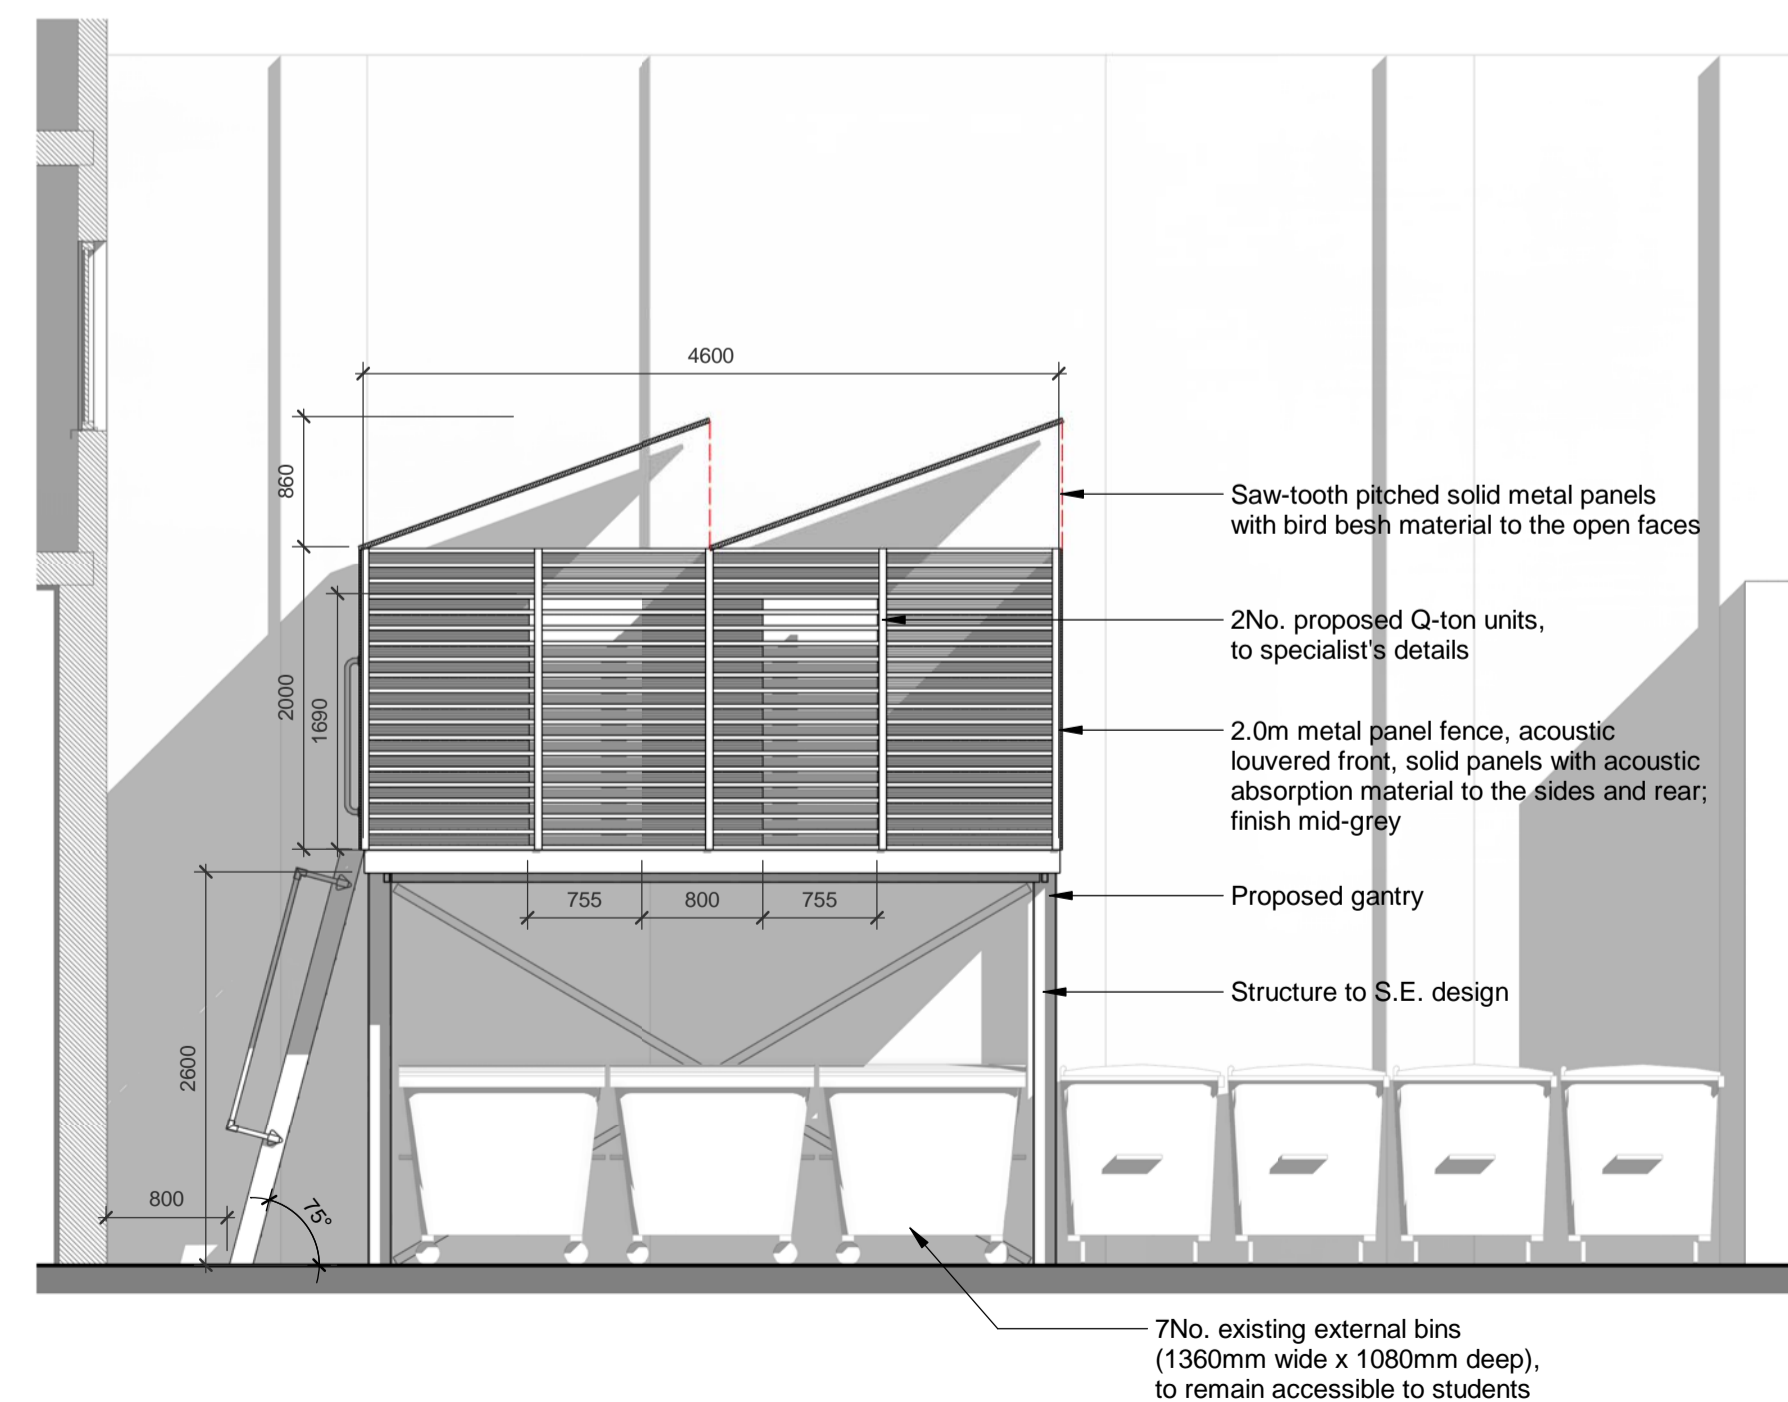 4600
860
Saw-tooth pitched solid metal panels
with bird besh material to the open faces
2No. proposed Q-ton units,
to specialist's details
2000
1690
2.0m metal panel fence, acoustic
louvered front, solid panels with acoustic
absorption material to the sides and rear;
finish mid-grey
755
800
755
Proposed gantry
Structure to S.E. design
2600
800
75°
7No. existing external bins
(1360mm wide x 1080mm deep),
to remain accessible to students